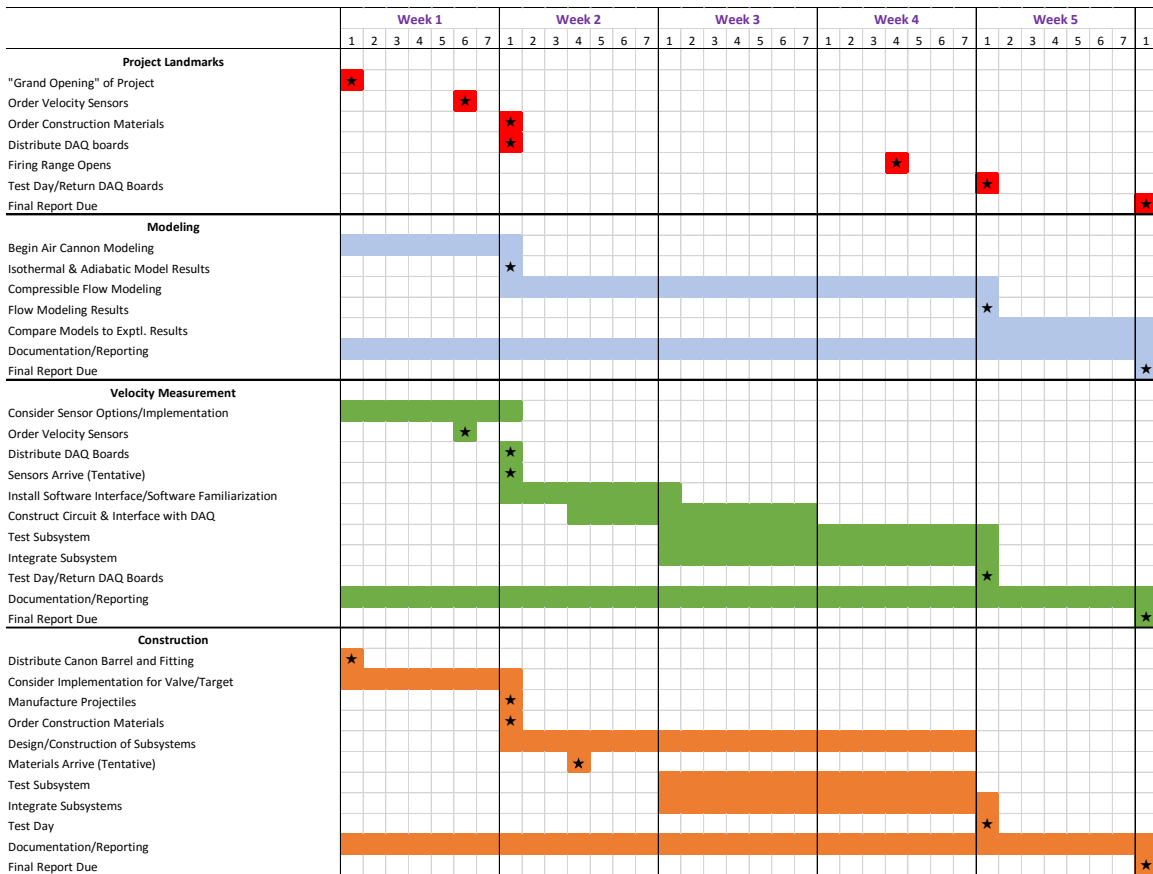 Week 1 Week 2 Week 3 Week 4 Week 5
1 2 3 4 5 6 7 1 2 3 4 5 6 7 1 2 3 4 5 6 7 1 2 3 4 5 6 7 1 2 3 4 5 6 7 1
Project Landmarks
"Grand Opening" of Project
Order Velocity Sensors
Order Construction Materials
Distribute DAQ boards
Firing Range Opens
Test Day/Return DAQ Boards
Final Report Due
Modeling
Begin Air Cannon Modeling
Isothermal & Adiabatic Model Results
Compressible Flow Modeling
Flow Modeling Results
Compare Models to Exptl. Results
Documentation/Reporting
Final Report Due
Velocity Measurement
Consider Sensor Options/Implementation
Order Velocity Sensors
Distribute DAQ Boards
Sensors Arrive (Tentative)
Install Software Interface/Software Familiarization
Construct Circuit & Interface with DAQ
Test Subsystem
Integrate Subsystem
Test Day/Return DAQ Boards
Documentation/Reporting
Final Report Due
Construction
Distribute Canon Barrel and Fitting
Consider Implementation for Valve/Target
Manufacture Projectiles
Order Construction Materials
Design/Construction of Subsystems
Materials Arrive (Tentative)
Test Subsystem
Integrate Subsystems
Test Day
Documentation/Reporting
Final Report Due